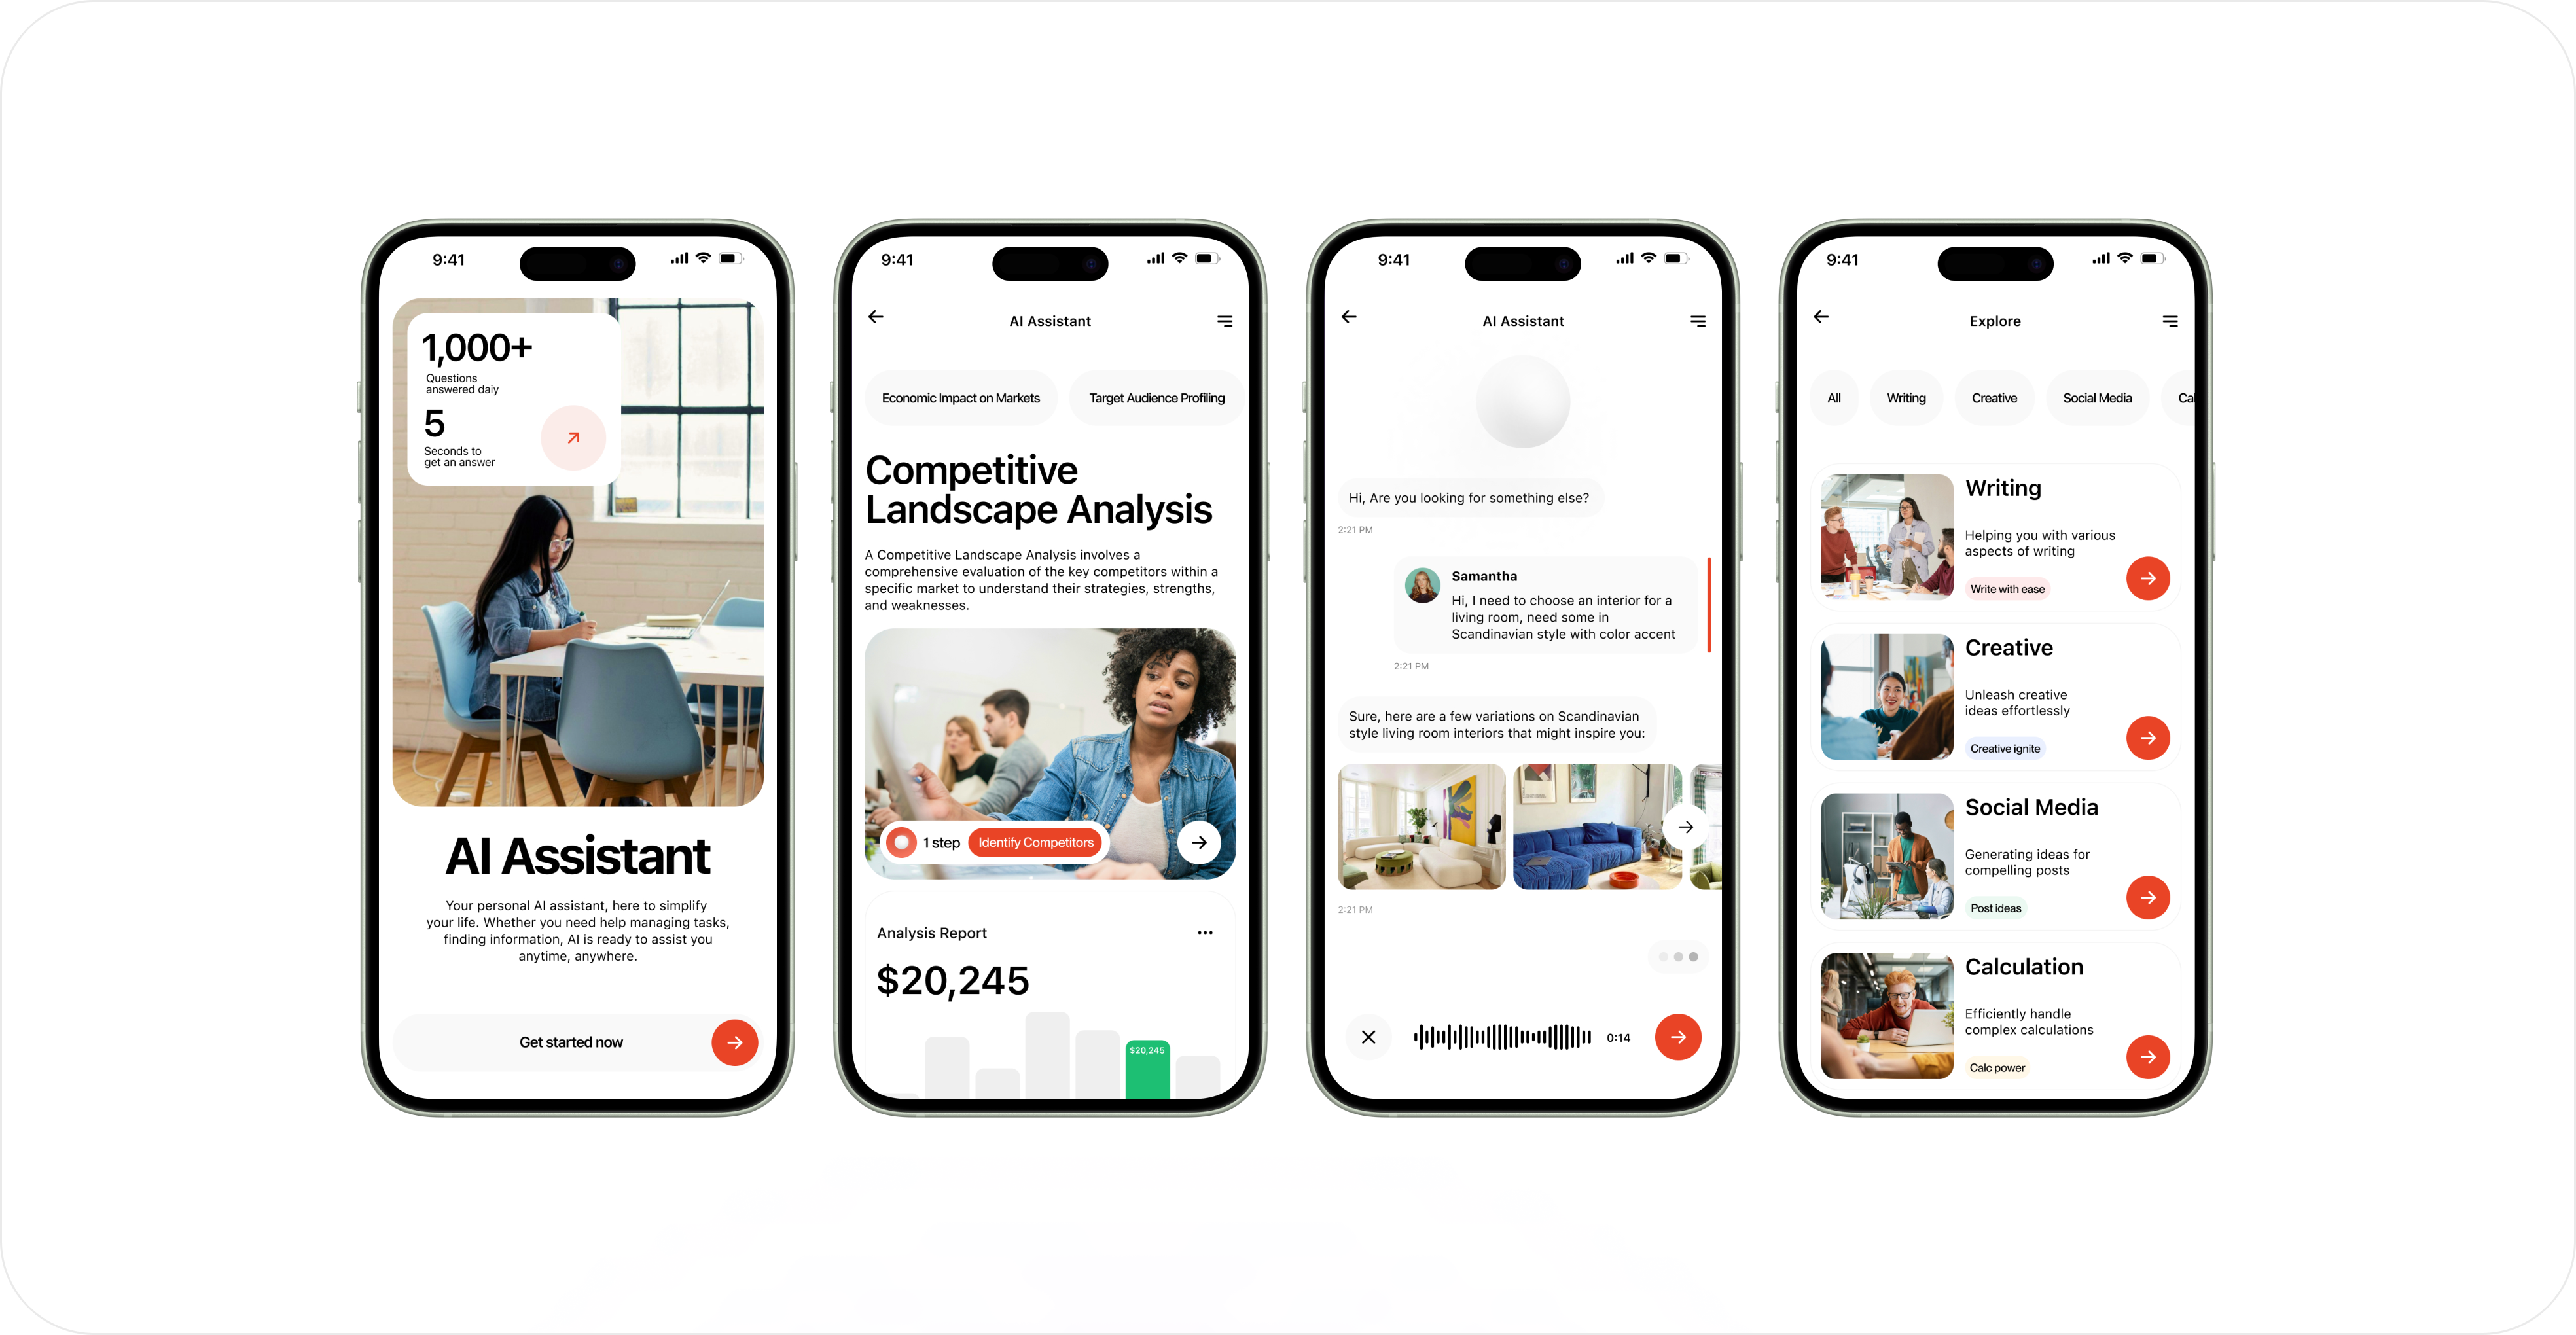 9:41
1,000+
Questions
answered daiy
5
Seconds to
get an answer
AI Assistant
Your personal AI assistant, here to simplify
your life. Whether you need help managing tasks,
finding information, AI is ready to assist you
anytime, anywhere.
Get started now
9:41
AI Assistant
Economic Impact on Markets
Target Audience Profiling
Competitive
Landscape Analysis
A Competitive Landscape Analysis involves a
comprehensive evaluation of the key competitors within a
specific market to understand their strategies, strengths,
and weaknesses.
1 step
Identify Competitors
Analysis Report
$20,245
$20,245
9:41
AI Assistant
Hi, Are you looking for something else?
2:21 PM
Samantha
Hi, I need to choose an interior for a
living room, need some in
Scandinavian style with color accent
2:21 PM
Sure, here are a few variations on Scandinavian
style living room interiors that might inspire you:
2:21 PM
0:14
9:41
Explore
All
Writing
Creative
Social Media
Cal
Writing
Helping you with various
aspects of writing
Write with ease
Creative
Unleash creative
ideas effortlessly
Creative ignite
Social Media
Generating ideas for
compelling posts
Post ideas
Calculation
Efficiently handle
complex calculations
Calc power